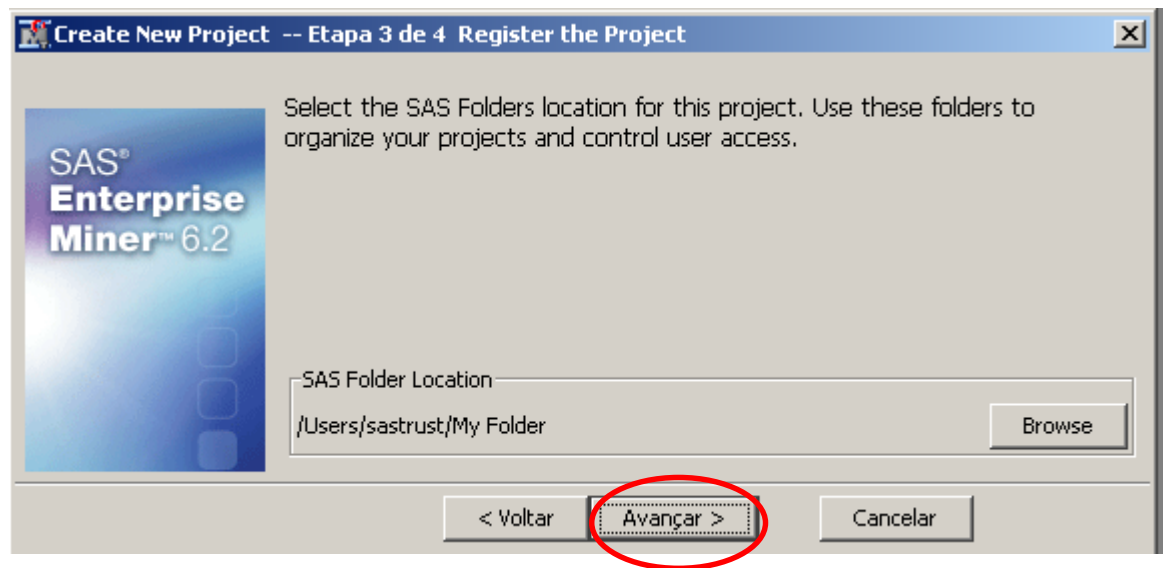 Create New Project -- Etapa 3 de 4 Register the Project
Select the SAS Folders location for this project. Use these folders to
organize your projects and control user access.
SAS®
Enterprise
Miner™ 6.2
SAS Folder Location
/Users/sastrust/My Folder
Browse
< Voltar
Avançar >
Cancelar